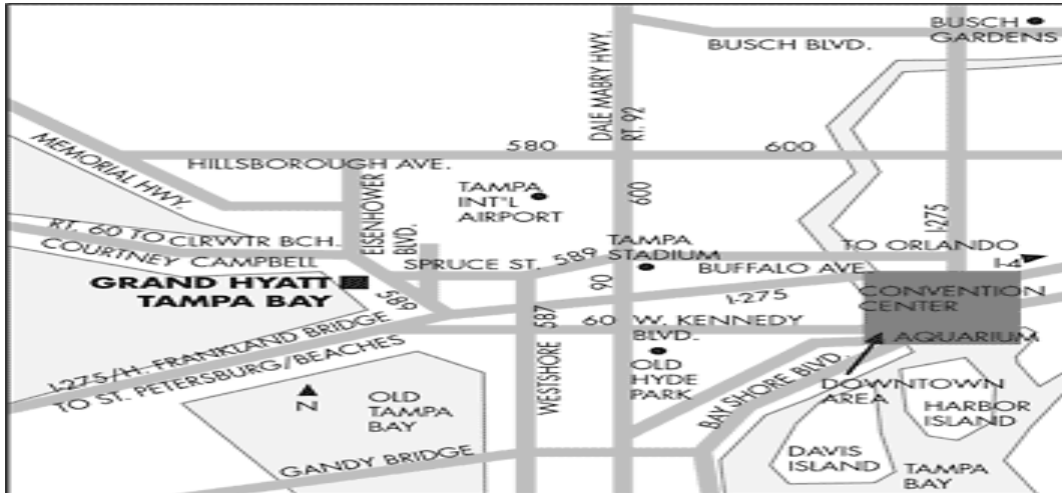 BUSCH
GARDENS
BUSCH BLVD.
DALE MABRY HWY.
RT. 92
580
600
HILLSBOROUGH AVE.
MEMORIAL HWY.
EISENHOWER
BLVD.
TAMPA
INT'L
AIRPORT
600
I-275
RT. 60 TO CLRWTR BCH.
COURTNEY CAMPBELL
SPRUCE ST.
589
TAMPA
STADIUM
TO ORLANDO
I-4
BUFFALO AVE.
GRAND HYATT
TAMPA BAY
589
90
I-275
CONVENTION
CENTER
587
60
W. KENNEDY
BLVD.
AQUARIUM
I-275/H. FRANKLAND BRIDGE
TO ST. PETERSBURG/BEACHES
WESTSHORE
OLD
HYDE
PARK
BAY SHORE BLVD.
DOWNTOWN
AREA
N
OLD
TAMPA
BAY
HARBOR
ISLAND
GANDY BRIDGE
DAVIS
ISLAND
TAMPA
BAY